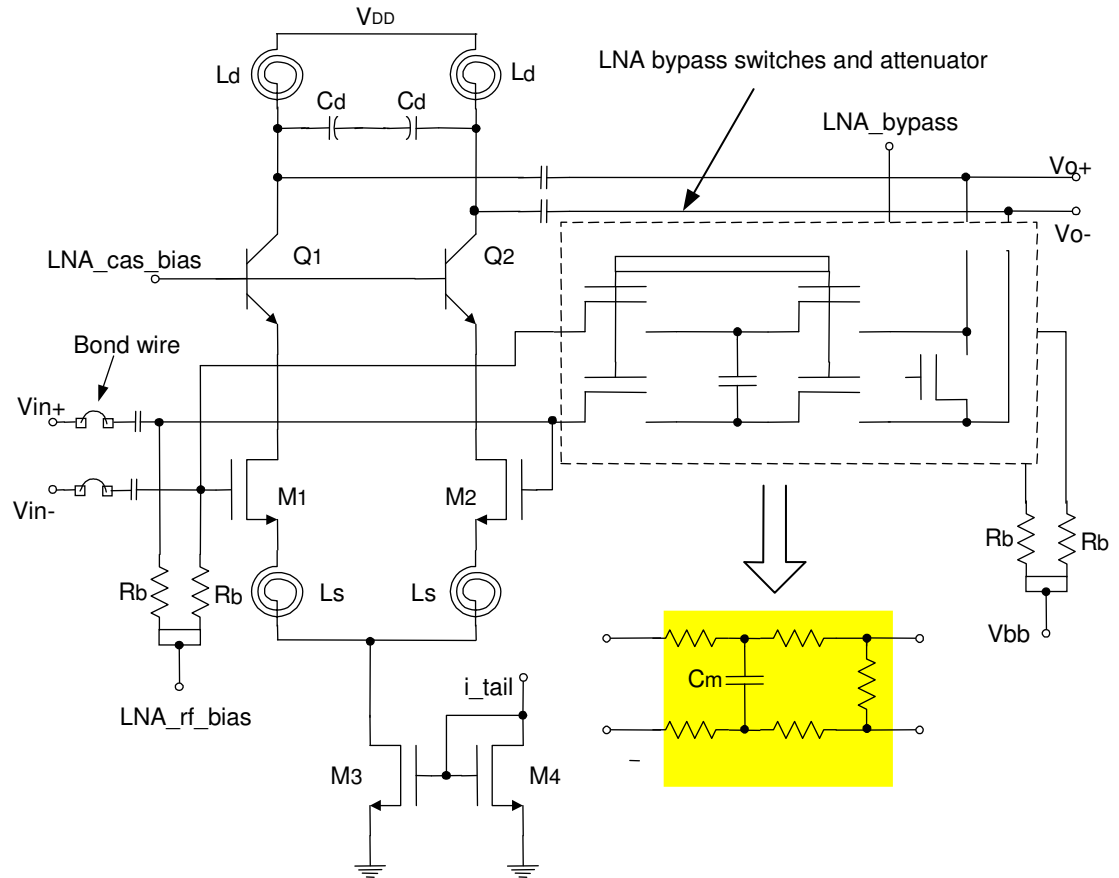 VDD
Ld
Ld
LNA bypass switches and attenuator
Cd
Cd
LNA_bypass
Vo+
Vo-
Q1
Q2
LNA_cas_bias
Bond wire
Vin+
Vin-
M1
M2
Rb
Rb
Ls
Ls
Rb
Rb
Vbb
Cm
i_tail
LNA_rf_bias
M3
M4
–